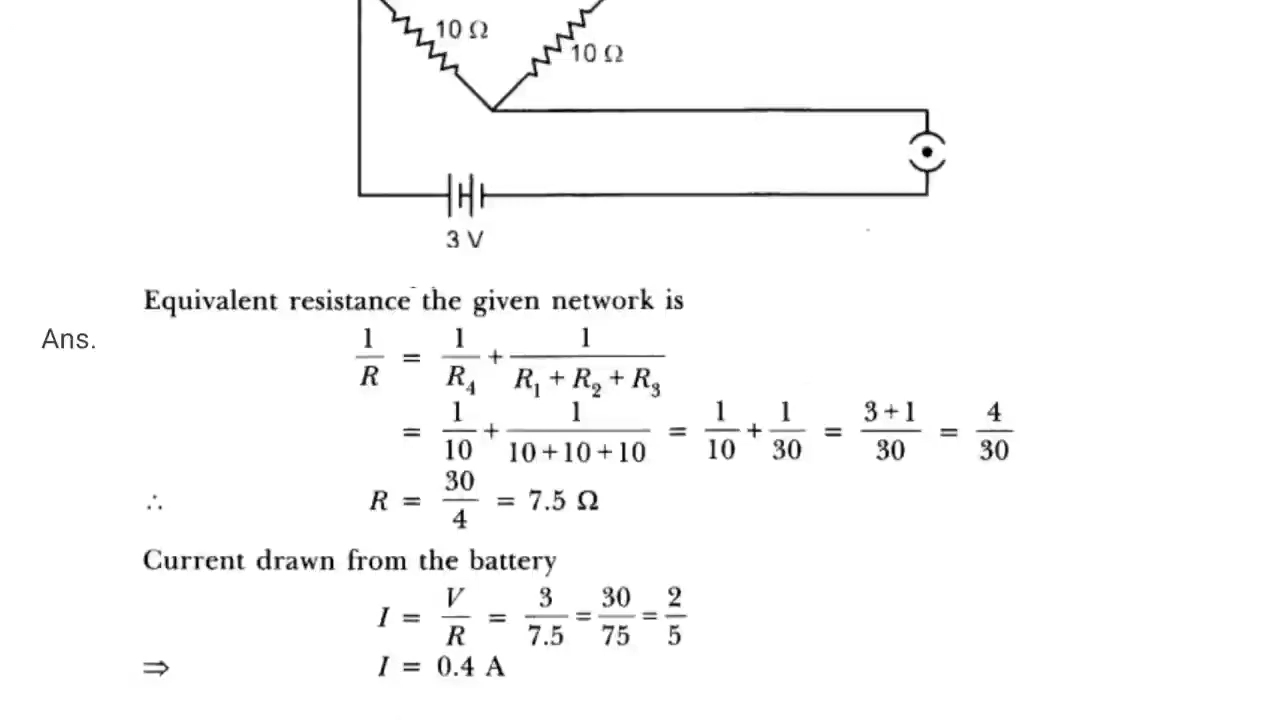 10 Ω
10 Ω
3 V
Equivalent resistance the given network is
Ans.
1/R = 1/R₄ + 1/(R₁ + R₂ + R₃)
= 1/10 + 1/(10+10+10) = 1/10 + 1/30 = (3+1)/30 = 4/30
∴ R = 30/4 = 7.5 Ω
Current drawn from the battery
I = V/R = 3/7.5 = 30/75 = 2/5
⇒ I = 0.4 A